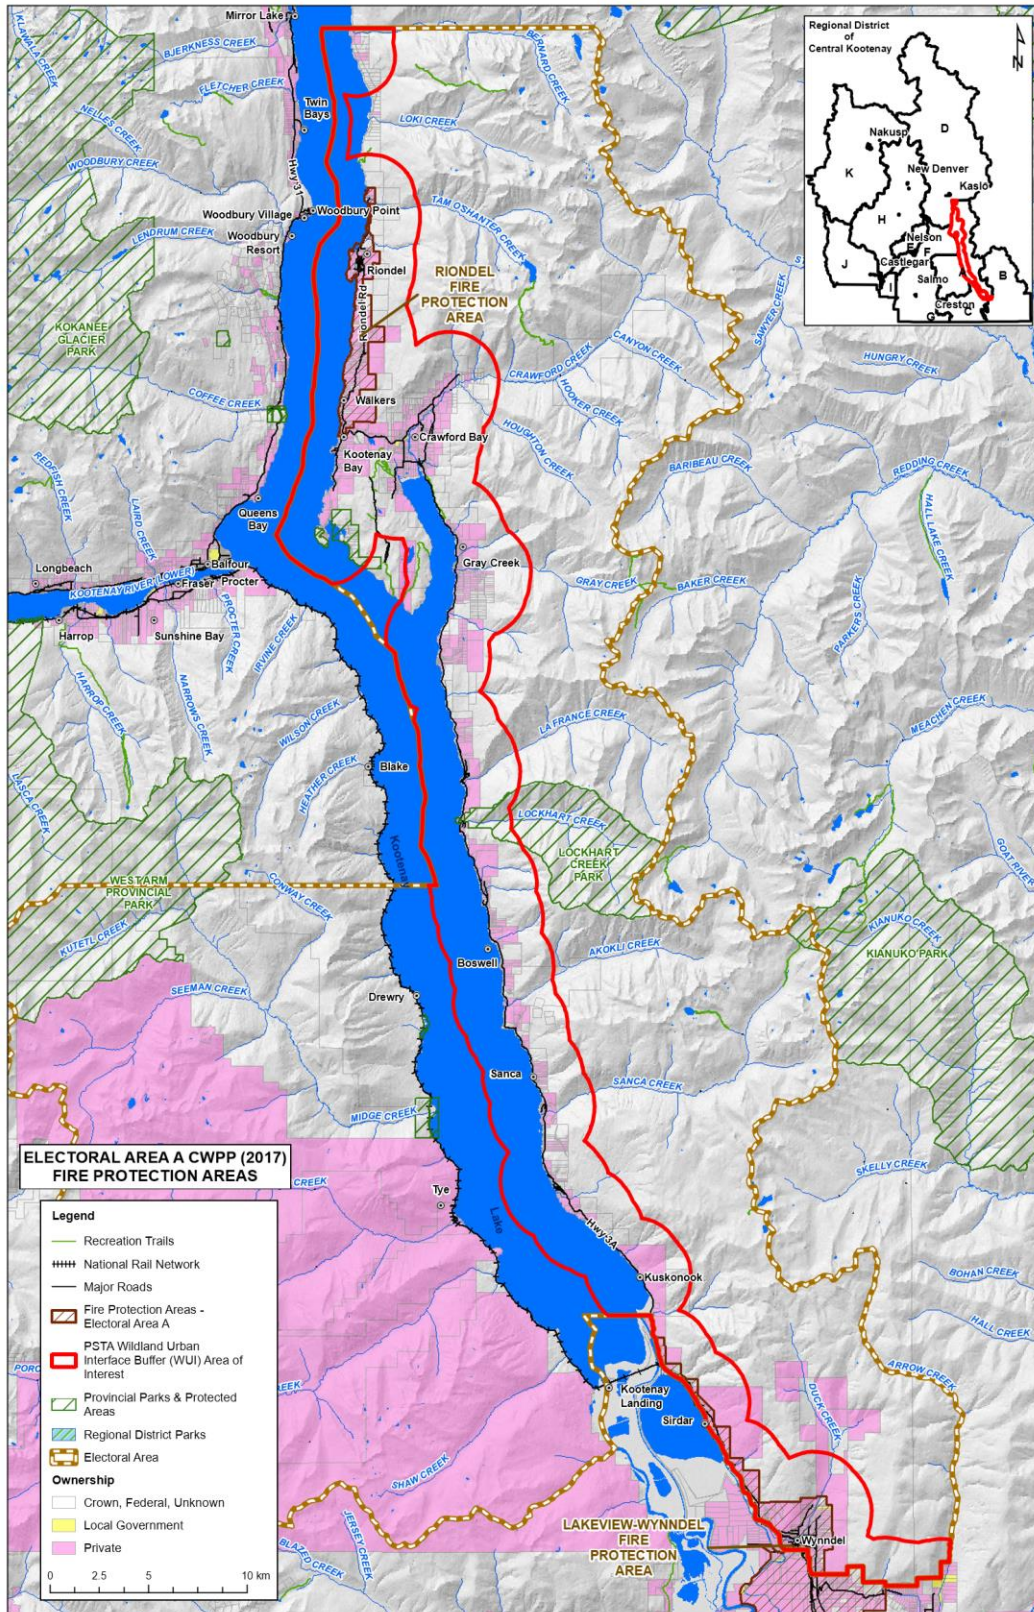 Mirror Lake
KLAWALA CREEK
BJERKNESS CREEK
FLETCHER CREEK
NELLES CREEK
Twin
Bays
Hwy 31
WOODBURY CREEK
Woodbury Village
Woodbury Point
LENDRUM CREEK
Woodbury
Resort
BERNARD CREEK
LOKI CREEK
TAM OSHANTER CREEK
Riondel
Riondel Rd
RIONDEL
FIRE
PROTECTION
AREA
SAWYER CREEK
Regional District
of
Central Kootenay
N
D
Nakusp
K
New Denver
Kaslo
H
Nelson
E
F
J
Castlegar
I
Salmo
A
B
Creston
G
C
KOKANEE
GLACIER
PARK
COFFEE CREEK
Walkers
Kootenay
Bay
Crawford Bay
CRAWFORD CREEK
CANYON CREEK
HOOKER CREEK
HOUGHTON CREEK
HUNGRY CREEK
BARIBEAU CREEK
REDDING CREEK
HALL LAKE CREEK
REDFISH CREEK
LAIRD CREEK
Queens
Bay
Longbeach
Balfour
KOOTENAY RIVER (LOWER)
Fraser
Procter
Gray Creek
GRAY CREEK
BAKER CREEK
PARKERS CREEK
Harrop
Sunshine Bay
PROCTER CREEK
IRVINE CREEK
HARROP CREEK
NARROWS CREEK
WILSON CREEK
LA FRANCE CREEK
MEACHEN CREEK
LASCA CREEK
HEATHER CREEK
Blake
LOCKHART CREEK
LOCKHART
CREEK
PARK
GOAT RIVER
Kootenay
WEST ARM
PROVINCIAL
PARK
CONWAY CREEK
KUTETL CREEK
KIANUKO CREEK
KIANUKO PARK
AKOKLI CREEK
Boswell
SEEMAN CREEK
Drewry
Sanca
SANCA CREEK
MIDGE CREEK
ELECTORAL AREA A CWPP (2017)
FIRE PROTECTION AREAS
CREEK
SKELLY CREEK
Tye
Lake
Hwy 3A
Kuskonook
BOHAN CREEK
HALL CREEK
ARROW CREEK
Legend
Recreation Trails
National Rail Network
Major Roads
Fire Protection Areas -
Electoral Area A
PSTA Wildland Urban
Interface Buffer (WUI) Area of
Interest
Provincial Parks & Protected
Areas
Regional District Parks
Electoral Area
Ownership
Crown, Federal, Unknown
Local Government
Private
0 2.5 5 10 km
Kootenay
Landing
Sirdar
DUCK CREEK
SHAW CREEK
JERSEY CREEK
BLAZED CREEK
LAKEVIEW-WYNNDEL
FIRE
PROTECTION
AREA
Wynndel